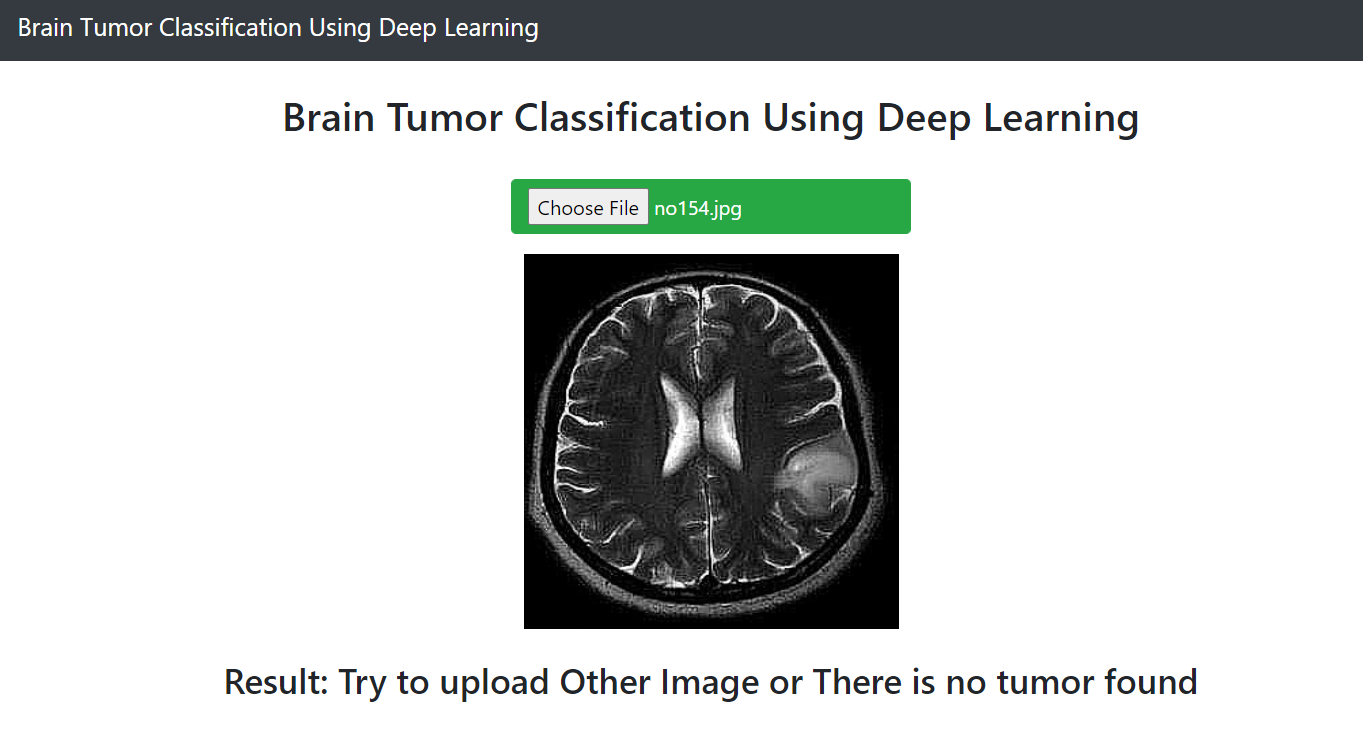 Brain Tumor Classification Using Deep Learning
Brain Tumor Classification Using Deep Learning
Choose File no154.jpg
Result: Try to upload Other Image or There is no tumor found